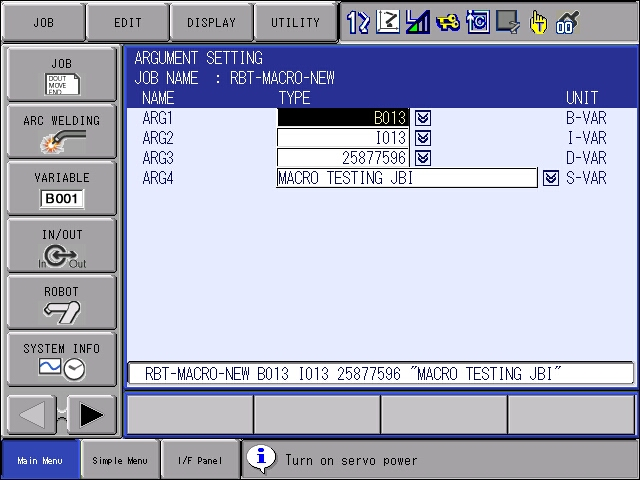 JOB EDIT DISPLAY UTILITY
JOB
DOUT
MOVE
END
ARC WELDING
VARIABLE
B001
IN/OUT
In Out
ROBOT
SYSTEM INFO
ARGUMENT SETTING
JOB NAME : RBT-MACRO-NEW
NAME TYPE UNIT
ARG1 B013 B-VAR
ARG2 I013 I-VAR
ARG3 25877596 D-VAR
ARG4 MACRO TESTING JBI S-VAR
RBT-MACRO-NEW B013 I013 25877596 "MACRO TESTING JBI"
Main Menu Simple Menu I/F Panel Turn on servo power